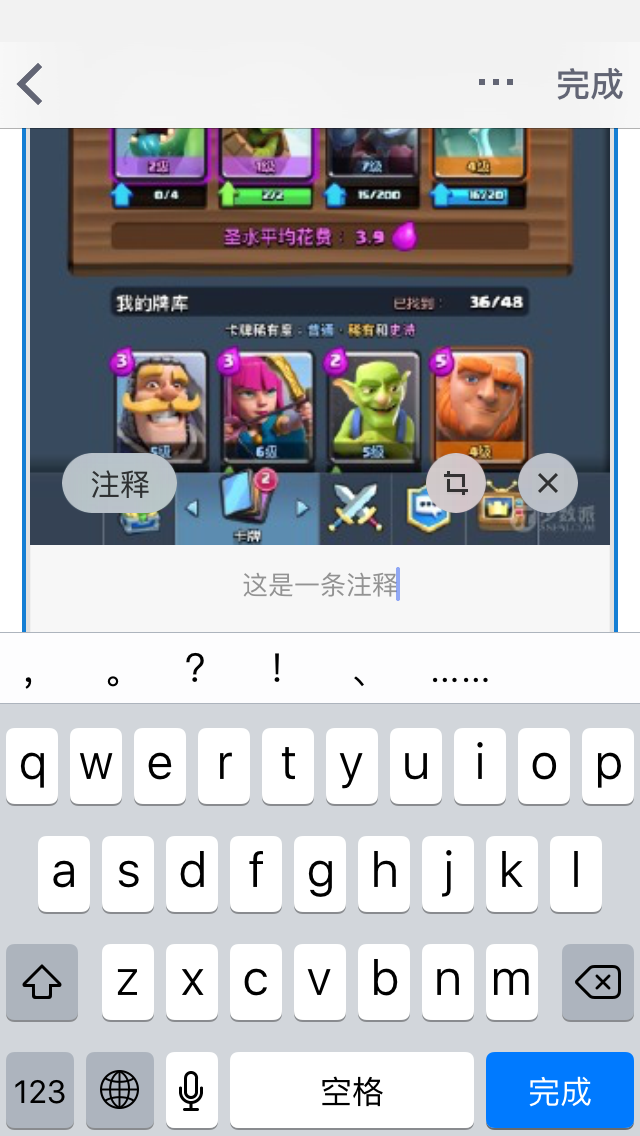 完成
2级 1级 7级 4级
0/4 2/2 15/200 16/20
圣水平均花费: 3.9
我的牌库 已找到: 36/48
卡牌稀有度 - 普通 - 稀有和史诗
3 3 2 5
5级 6级 5级 4级
注释
2
卡牌
少数派
这是一条注释
， 。 ? ! 、 ……
q w e r t y u i o p
a s d f g h j k l
z x c v b n m
123 空格 完成